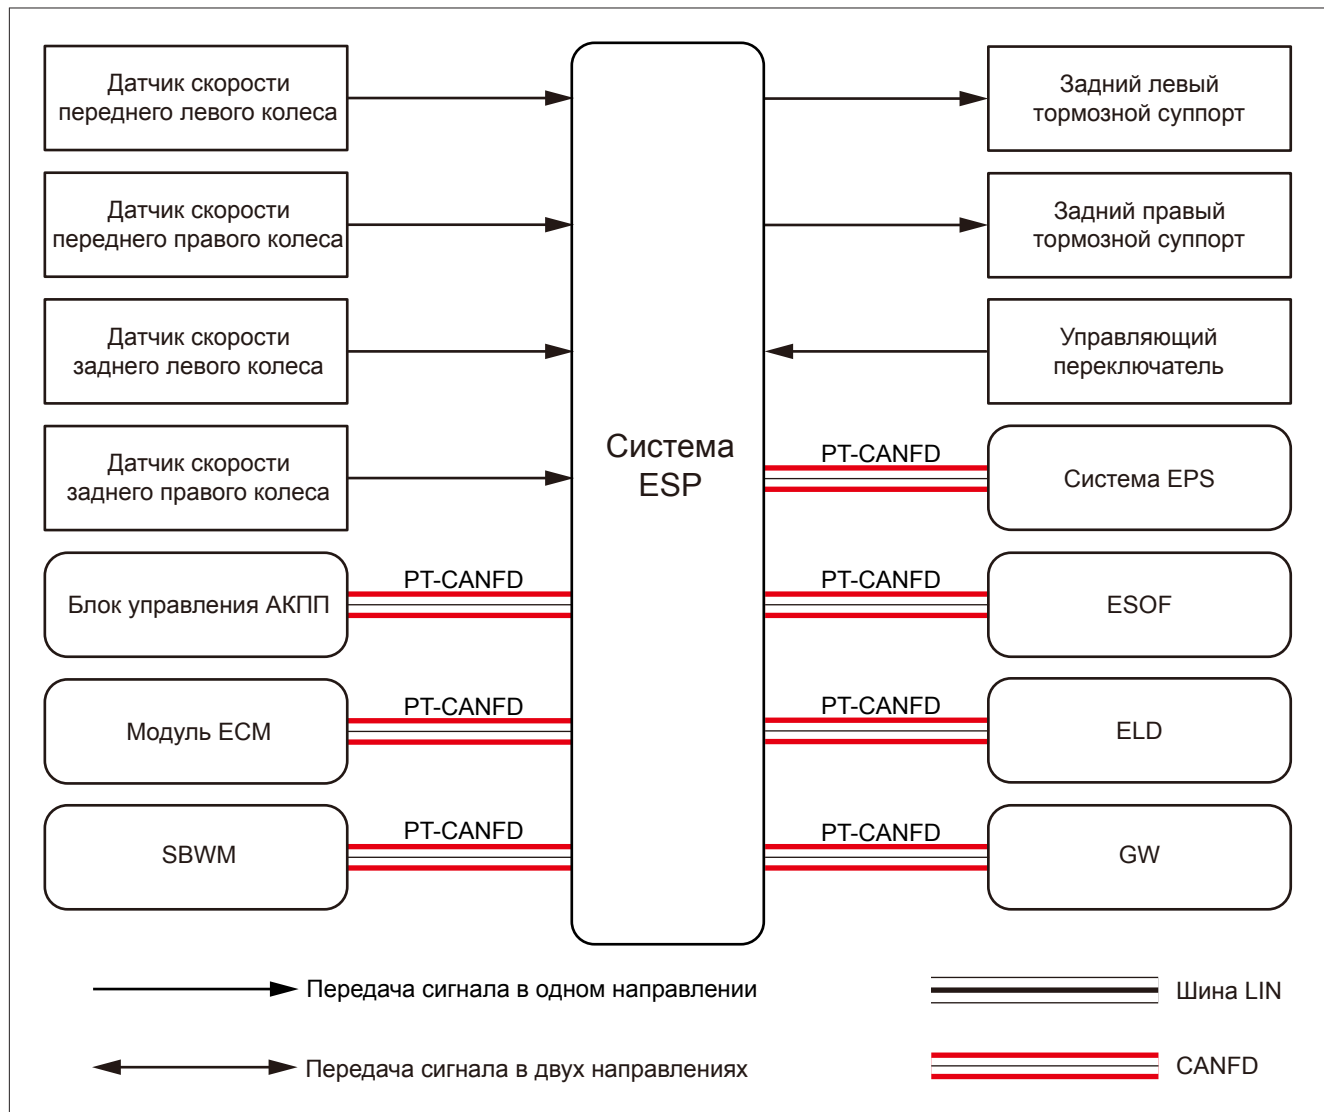 Датчик скорости
переднего левого колеса
Датчик скорости
переднего правого колеса
Датчик скорости
заднего левого колеса
Датчик скорости
заднего правого колеса
Блок управления АКПП
PT-CANFD
Модуль ECM
PT-CANFD
SBWM
PT-CANFD
Система
ESP
Задний левый
тормозной суппорт
Задний правый
тормозной суппорт
Управляющий
переключатель
PT-CANFD
Система EPS
PT-CANFD
ESOF
PT-CANFD
ELD
PT-CANFD
GW
Передача сигнала в одном направлении
Шина LIN
Передача сигнала в двух направлениях
CANFD